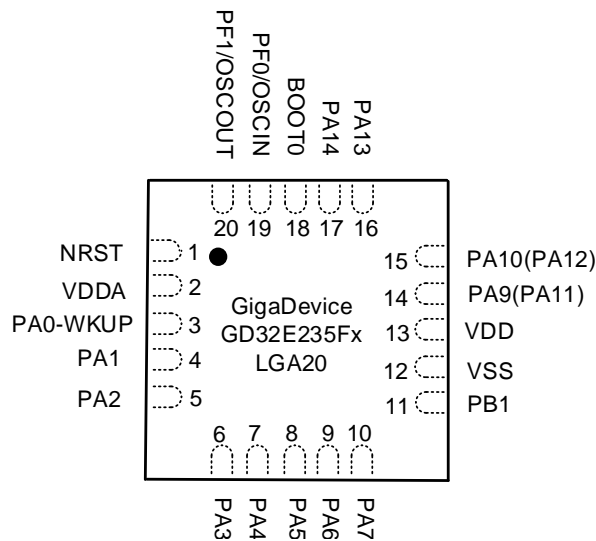 PF1/OSCOUT
PF0/OSCIN
BOOT0
PA14
PA13
20 19 18 17 16
NRST 1
VDDA 2
PA0-WKUP 3
PA1 4
PA2 5
GigaDevice
GD32E235Fx
LGA20
15 PA10(PA12)
14 PA9(PA11)
13 VDD
12 VSS
11 PB1
6 7 8 9 10
PA3
PA4
PA5
PA6
PA7